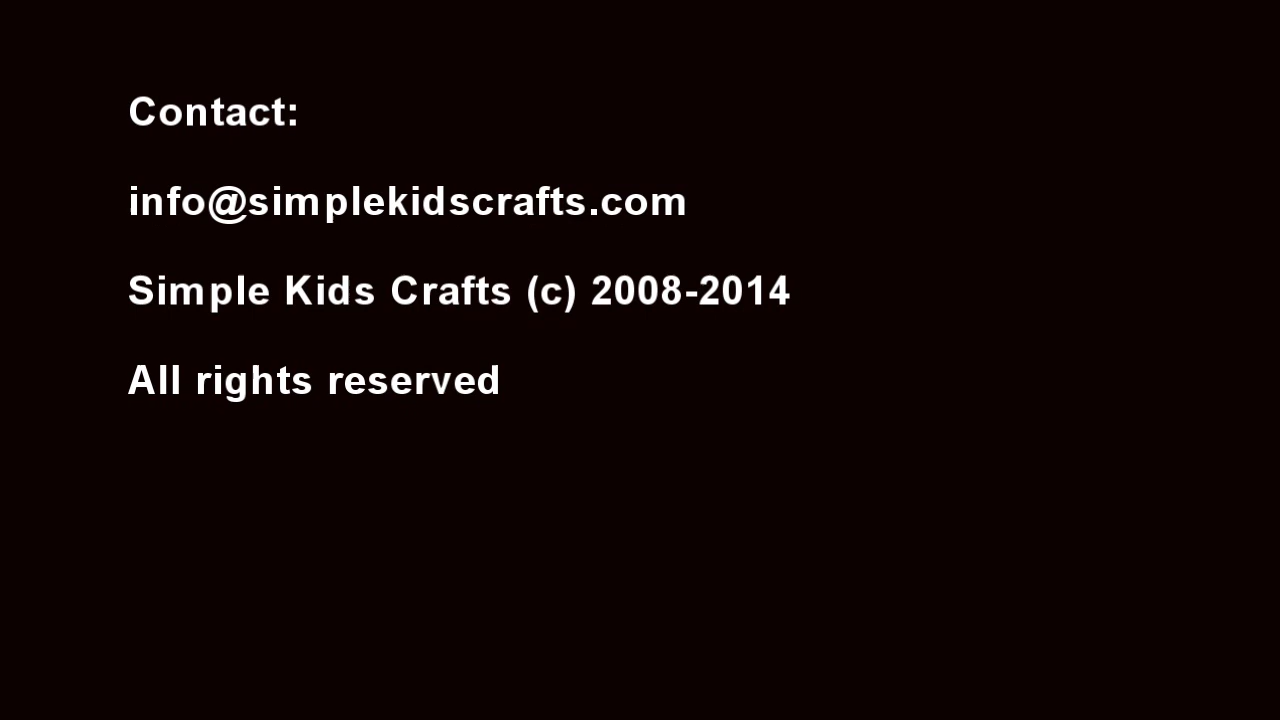 Contact:
info@simplekidscrafts.com
Simple Kids Crafts (c) 2008-2014
All rights reserved